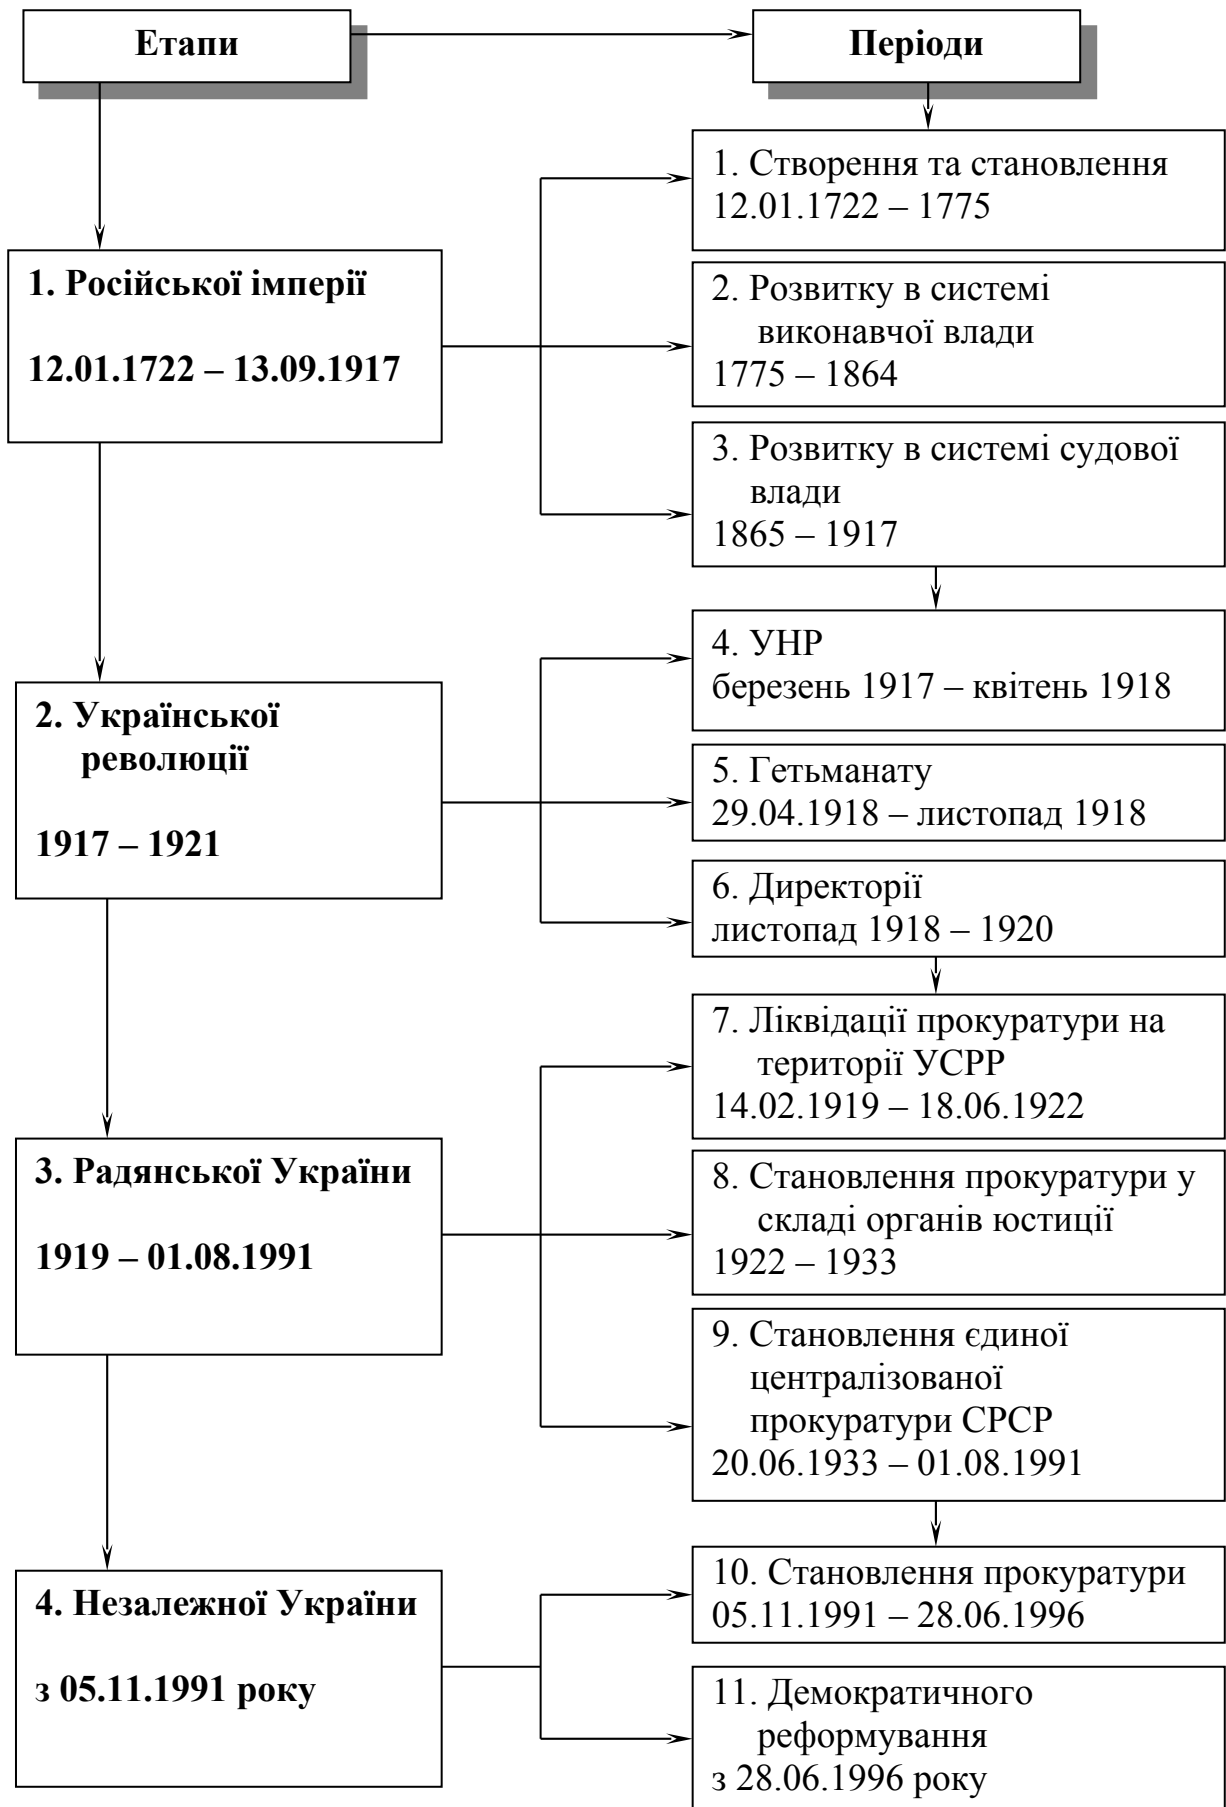 Етапи
Періоди
1. Створення та становлення
12.01.1722 – 1775
1. Російської імперії
12.01.1722 – 13.09.1917
2. Розвитку в системі
виконавчої влади
1775 – 1864
3. Розвитку в системі судової
влади
1865 – 1917
2. Української
революції
1917 – 1921
4. УНР
березень 1917 – квітень 1918
5. Гетьманату
29.04.1918 – листопад 1918
6. Директорії
листопад 1918 – 1920
3. Радянської України
1919 – 01.08.1991
7. Ліквідації прокуратури на
території УСРР
14.02.1919 – 18.06.1922
8. Становлення прокуратури у
складі органів юстиції
1922 – 1933
9. Становлення єдиної
централізованої
прокуратури СРСР
20.06.1933 – 01.08.1991
4. Незалежної України
з 05.11.1991 року
10. Становлення прокуратури
05.11.1991 – 28.06.1996
11. Демократичного
реформування
з 28.06.1996 року